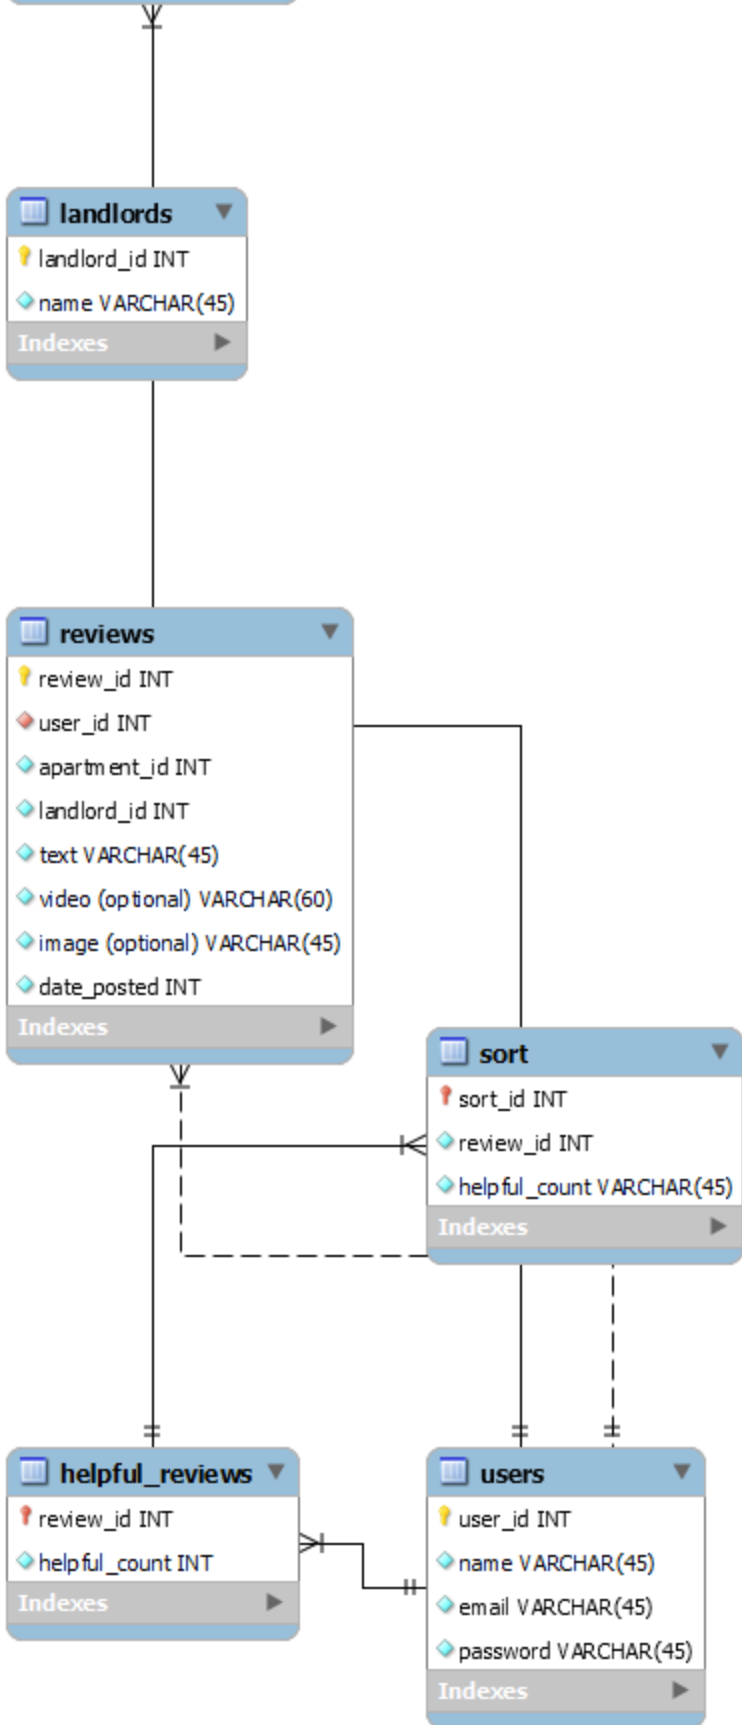 landlords
landlord_id INT
name VARCHAR(45)
Indexes
reviews
review_id INT
user_id INT
apartment_id INT
landlord_id INT
text VARCHAR(45)
video (optional) VARCHAR(60)
image (optional) VARCHAR(45)
date_posted INT
Indexes
sort
sort_id INT
review_id INT
helpful_count VARCHAR(45)
Indexes
helpful_reviews
review_id INT
helpful_count INT
Indexes
users
user_id INT
name VARCHAR(45)
email VARCHAR(45)
password VARCHAR(45)
Indexes